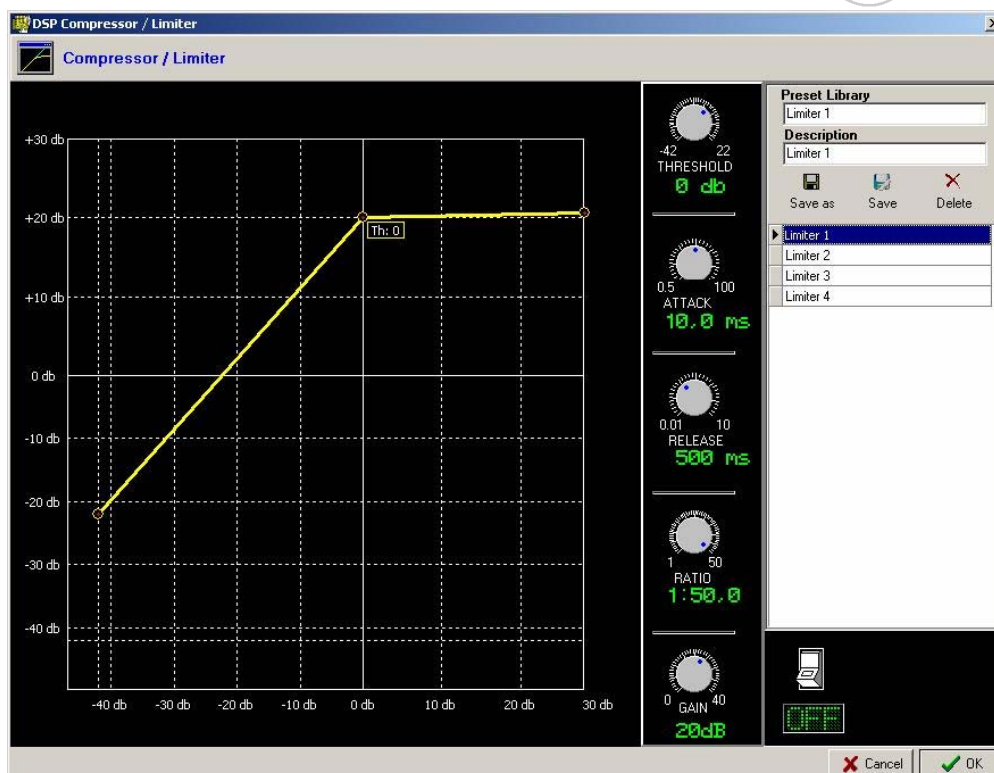 DSP Compressor / Limiter
Compressor / Limiter
+30 db
+20 db
+10 db
0 db
-10 db
-20 db
-30 db
-40 db
Th: 0
-40 db
-30 db
-20 db
-10 db
0 db
10 db
20 db
30 db
-42 22
THRESHOLD
0 db
0.5 100
ATTACK
10,0 ms
0.01 10
RELEASE
500 ms
1 50
RATIO
1:50,0
0 40
GAIN
20dB
Preset Library
Limiter 1
Description
Limiter 1
Save as
Save
Delete
Limiter 1
Limiter 2
Limiter 3
Limiter 4
OFF
Cancel
OK